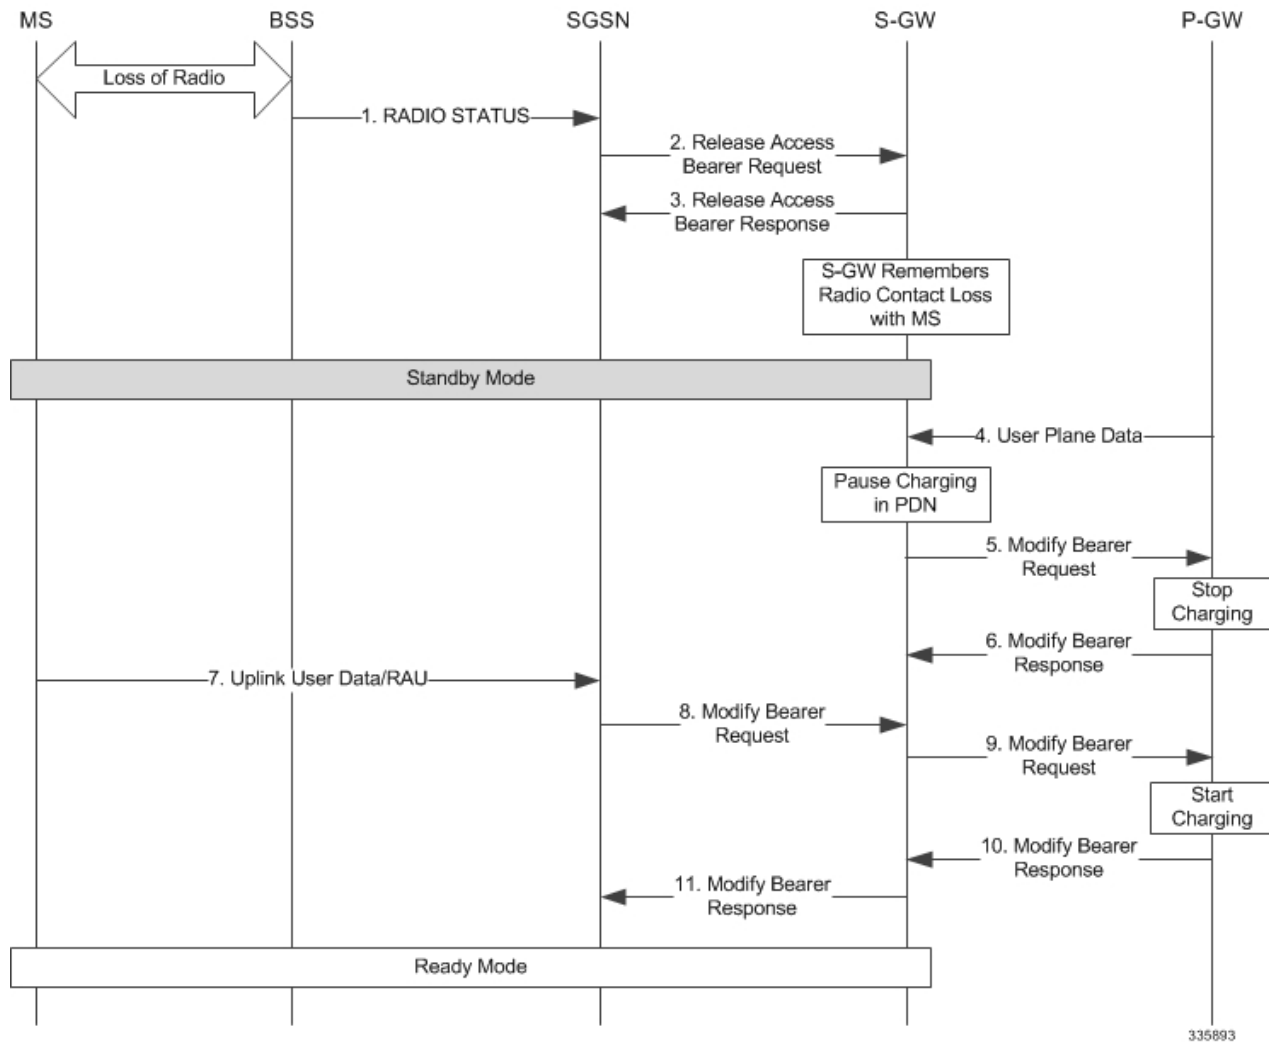 MS BSS SGSN S-GW P-GW
Loss of Radio
1. RADIO STATUS
2. Release Access
Bearer Request
3. Release Access
Bearer Response
S-GW Remembers
Radio Contact Loss
with MS
Standby Mode
4. User Plane Data
Pause Charging
in PDN
5. Modify Bearer
Request
Stop
Charging
6. Modify Bearer
Response
7. Uplink User Data/RAU
8. Modify Bearer
Request
9. Modify Bearer
Request
Start
Charging
10. Modify Bearer
Response
11. Modify Bearer
Response
Ready Mode
335893